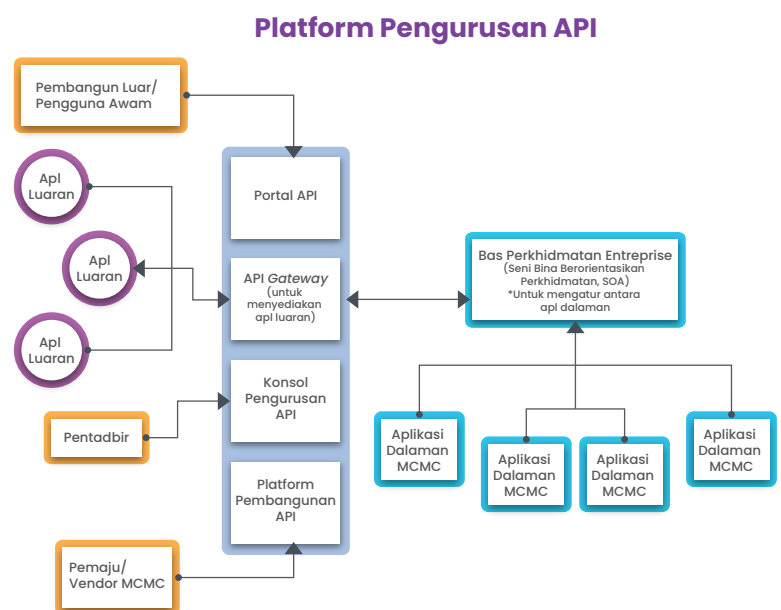 Platform Pengurusan API
Pembangun Luar/
Pengguna Awam
Apl
Luaran
Apl
Luaran
Apl
Luaran
Pentadbir
Pemaju/
Vendor MCMC
Portal API
API Gateway
(untuk
menyediakan
apl luaran)
Konsol
Pengurusan
API
Platform
Pembangunan
API
Bas Perkhidmatan Entreprise
(Seni Bina Berorientasikan
Perkhidmatan, SOA)
*Untuk mengatur antara
apl dalaman
Aplikasi
Dalaman
MCMC
Aplikasi
Dalaman
MCMC
Aplikasi
Dalaman
MCMC
Aplikasi
Dalaman
MCMC